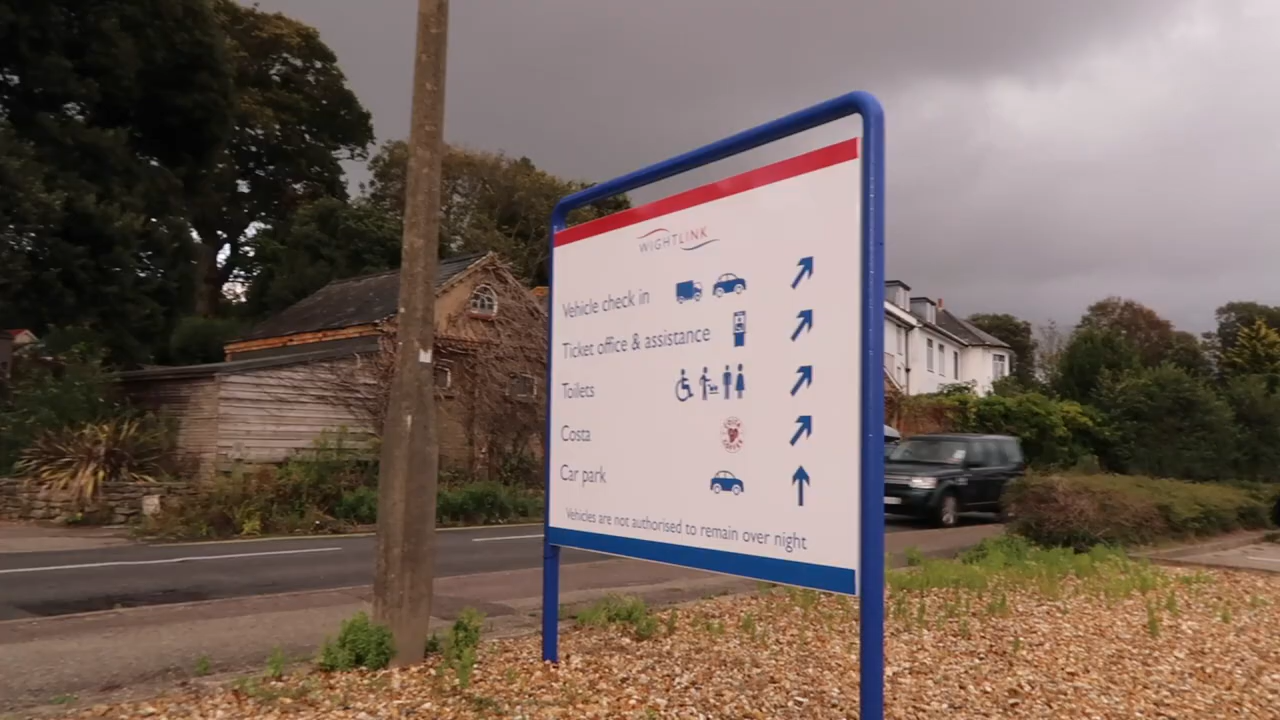 WIGHTLINK
Vehicle check in
Ticket office & assistance
Toilets
Costa
Car park
Vehicles are not authorised to remain over night